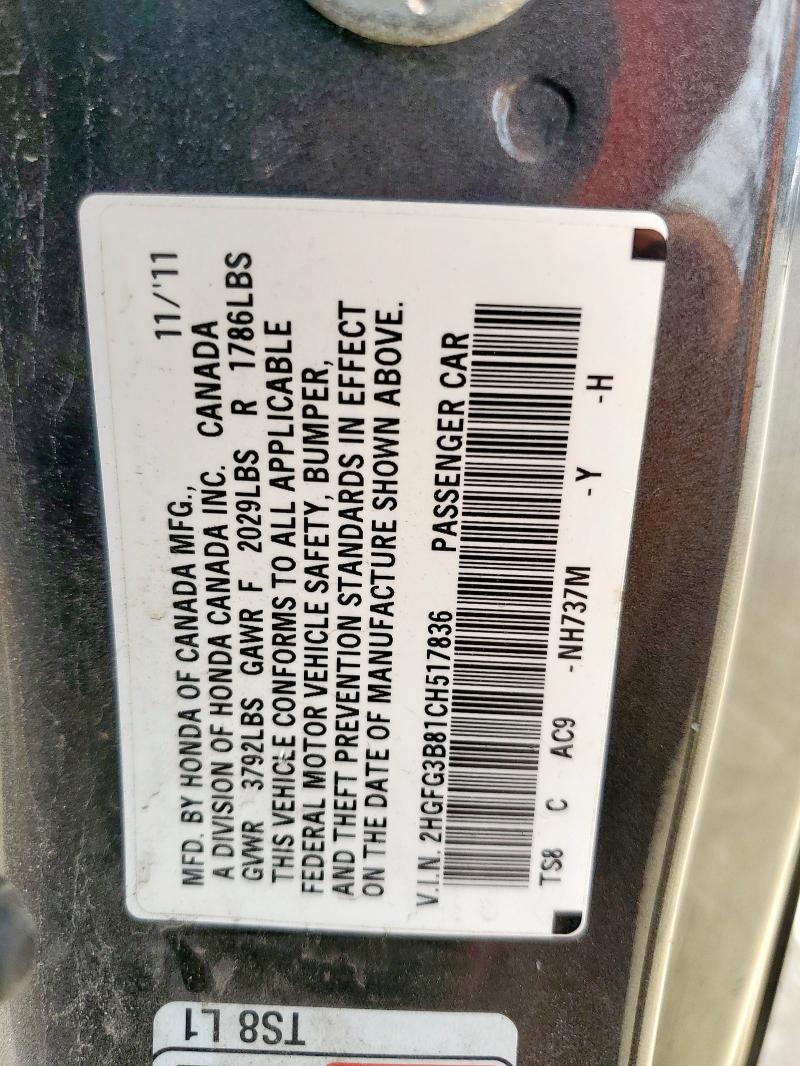 11/'11
MFD. BY HONDA OF CANADA MFG.,
A DIVISION OF HONDA CANADA INC. CANADA
GVWR 3792LBS GAWR F 2029LBS R 1786LBS
THIS VEHICLE CONFORMS TO ALL APPLICABLE
FEDERAL MOTOR VEHICLE SAFETY, BUMPER,
AND THEFT PREVENTION STANDARDS IN EFFECT
ON THE DATE OF MANUFACTURE SHOWN ABOVE.
V.I.N. 2HGFG3B81CH517836 PASSENGER CAR
TS8 C AC9 -NH737M -Y -H
TS8 L1